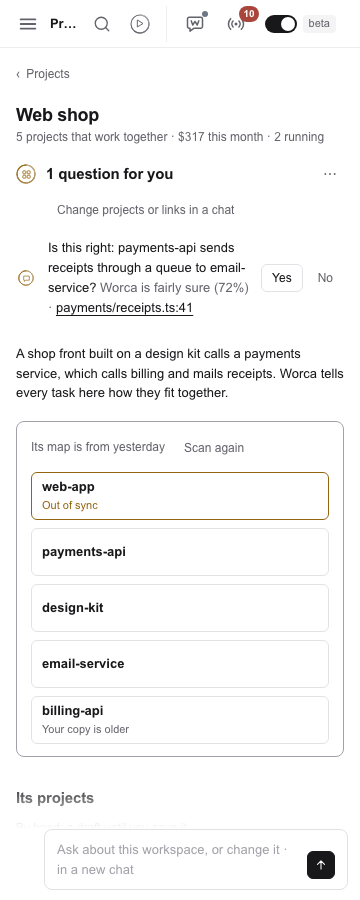 Pr...
10
beta
‹ Projects
Web shop
5 projects that work together · $317 this month · 2 running
1 question for you
Change projects or links in a chat
Is this right: payments-api sends
receipts through a queue to email-
service? Worca is fairly sure (72%)
· payments/receipts.ts:41
Yes
No
A shop front built on a design kit calls a payments
service, which calls billing and mails receipts. Worca tells
every task here how they fit together.
Its map is from yesterday
Scan again
web-app
Out of sync
payments-api
design-kit
email-service
billing-api
Your copy is older
Its projects
Ask about this workspace, or change it ·
in a new chat